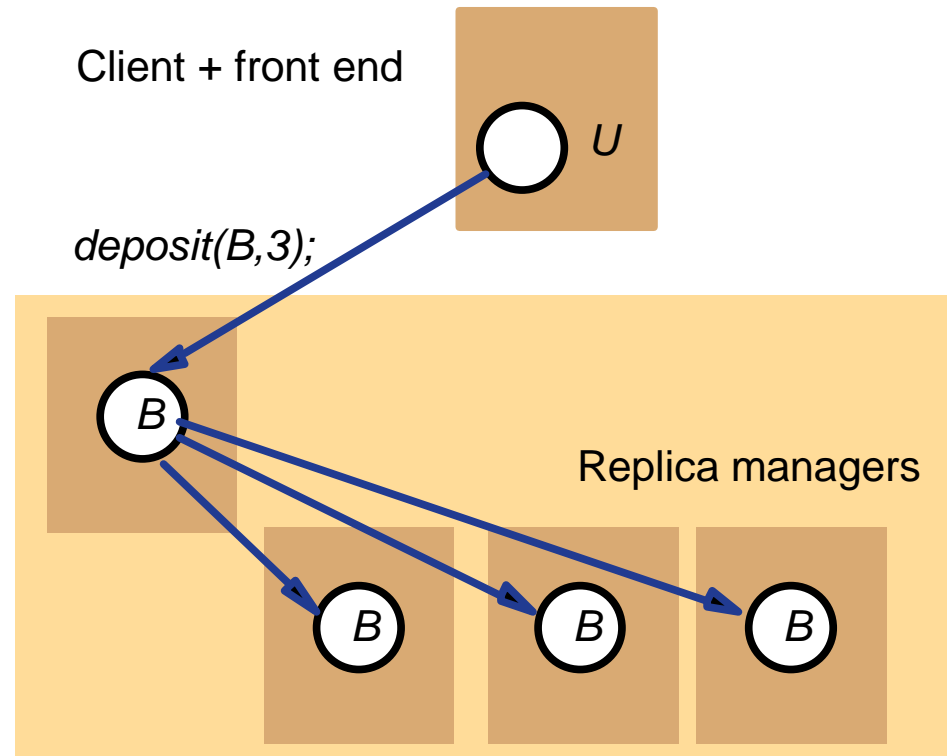 Client + front end
U
deposit(B,3);
B
Replica managers
B
B
B